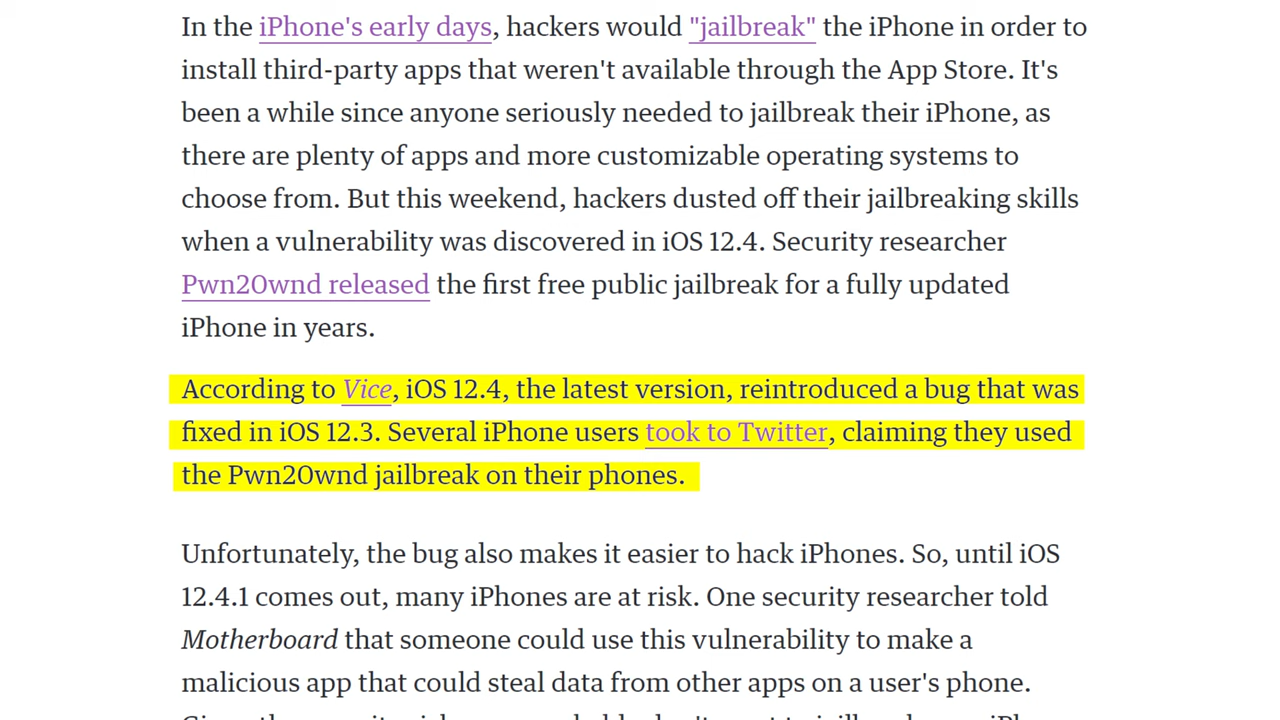 In the iPhone's early days, hackers would "jailbreak" the iPhone in order to
install third-party apps that weren't available through the App Store. It's
been a while since anyone seriously needed to jailbreak their iPhone, as
there are plenty of apps and more customizable operating systems to
choose from. But this weekend, hackers dusted off their jailbreaking skills
when a vulnerability was discovered in iOS 12.4. Security researcher
Pwn20wnd released the first free public jailbreak for a fully updated
iPhone in years.
According to Vice, iOS 12.4, the latest version, reintroduced a bug that was
fixed in iOS 12.3. Several iPhone users took to Twitter, claiming they used
the Pwn20wnd jailbreak on their phones.
Unfortunately, the bug also makes it easier to hack iPhones. So, until iOS
12.4.1 comes out, many iPhones are at risk. One security researcher told
Motherboard that someone could use this vulnerability to make a
malicious app that could steal data from other apps on a user's phone.